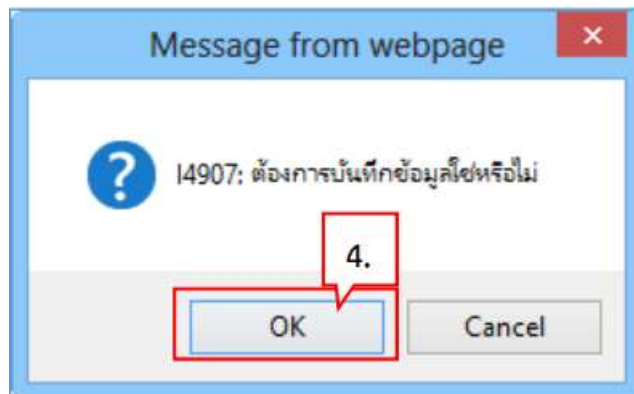 Message from webpage
I4907: ต้องการบันทึกข้อมูลใช่หรือไม่
4.
OK
Cancel